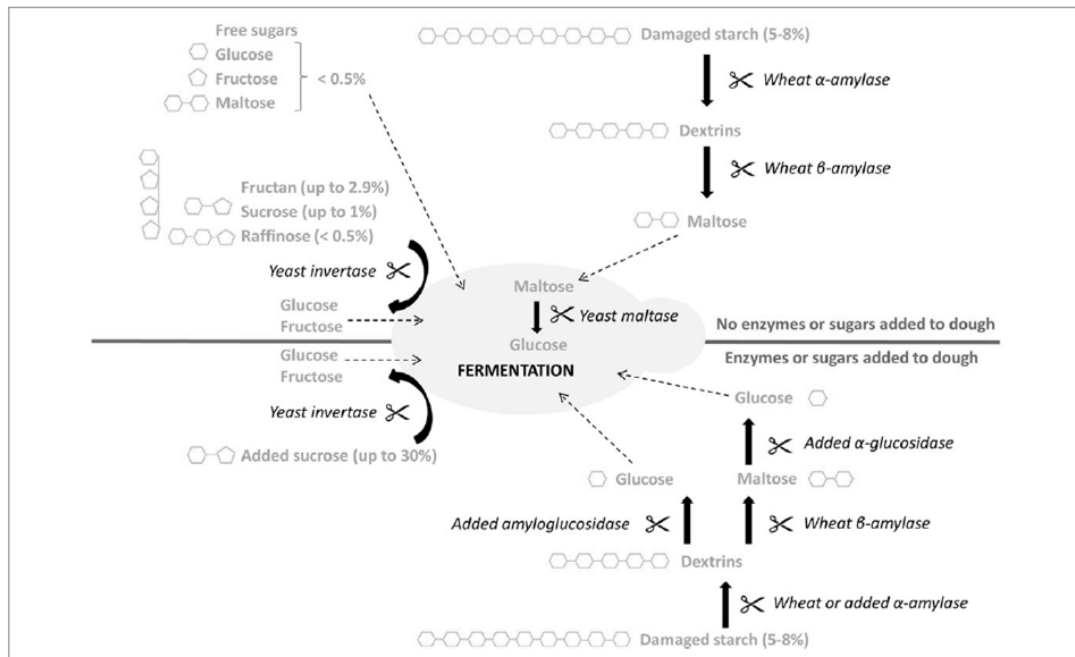 Free sugars
Glucose
Fructose
Maltose
< 0.5%
Damaged starch (5-8%)
Wheat α-amylase
Dextrins
Wheat β-amylase
Maltose
Fructan (up to 2.9%)
Sucrose (up to 1%)
Raffinose (< 0.5%)
Yeast invertase
Glucose
Fructose
Maltose
Yeast maltase
Glucose
FERMENTATION
No enzymes or sugars added to dough
Enzymes or sugars added to dough
Glucose
Fructose
Yeast invertase
Added sucrose (up to 30%)
Glucose
Added α-glucosidase
Glucose
Maltose
Added amyloglucosidase
Wheat β-amylase
Dextrins
Wheat or added α-amylase
Damaged starch (5-8%)